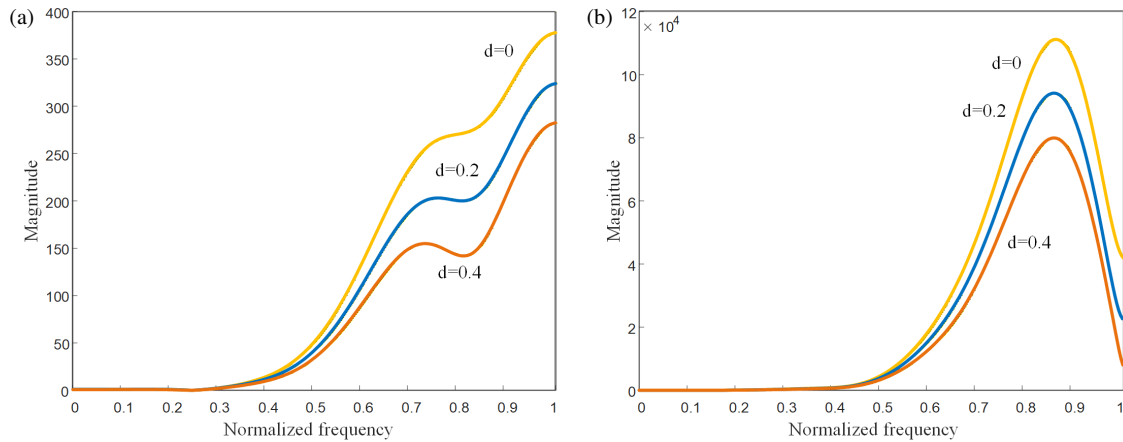 (a)
400
350
300
250
200
150
100
50
0
Magnitude
d=0
d=0.2
d=0.4
0 0.1 0.2 0.3 0.4 0.5 0.6 0.7 0.8 0.9 1
Normalized frequency
(b)
12
× 10⁴
10
8
6
4
2
0
Magnitude
d=0
d=0.2
d=0.4
0 0.1 0.2 0.3 0.4 0.5 0.6 0.7 0.8 0.9 1
Normalized frequency